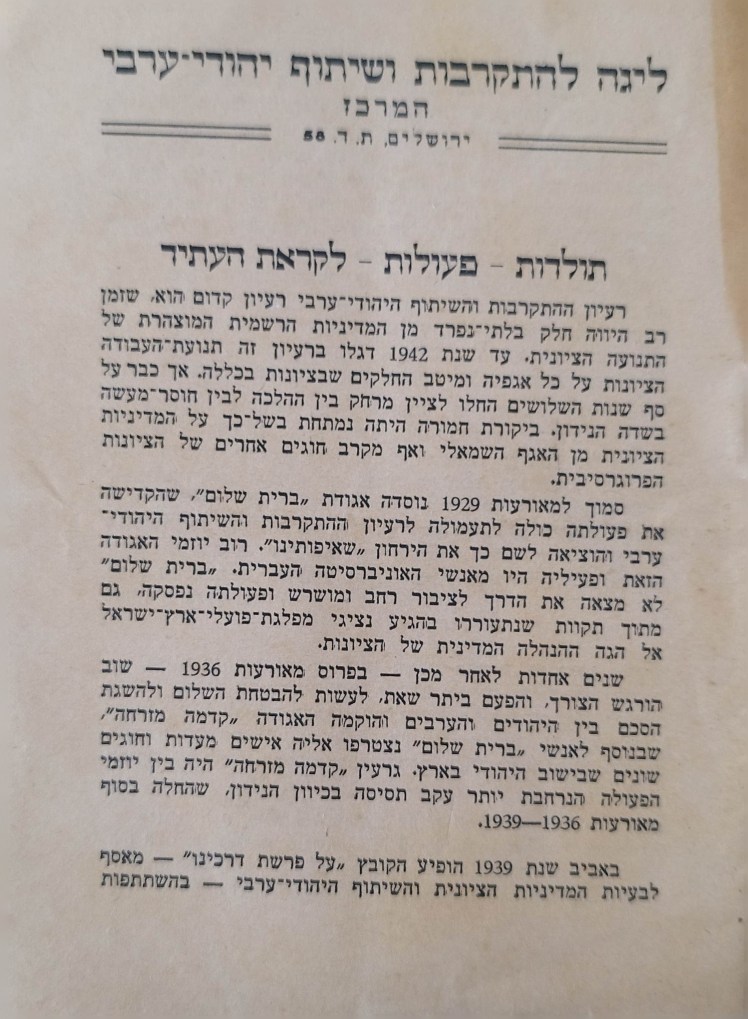 ליגה להתקרבות ושיתוף יהודי־ערבי
המרכז
ירושלים, ת. ד. 58
תולדות - פעולות - לקראת העתיד
רעיון ההתקרבות והשיתוף היהודי־ערבי רעיון קדום הוא, שזמן
רב היווה חלק בלתי־נפרד מן המדיניות הרשמית המוצהרת של
התנועה הציונית. עד שנת 1942 דגלו ברעיון זה תנועת־העבודה
הציונות על כל אגפיה ומיטב החלקים שבציונות בכללה. אך כבר על
סף שנות השלושים החלו לציין מרחק בין ההלכה לבין חוסר־מעשה
בשדה הנידון. ביקורת חמורה היתה נמתחת בשל־כך על המדיניות
הציונית מן האגף השמאלי ואף מקרב חוגים אחרים של הציונות
הפרוגרסיבית.
סמוך למאורעות 1929 נוסדה אגודת „ברית שלום”, שהקדישה
את פעולתה כולה לתעמולה לרעיון ההתקרבות והשיתוף היהודי־
ערבי והוציאה לשם כך את הירחון „שאיפותינו”. רוב יוזמי האגודה
הזאת ופעיליה היו מאנשי האוניברסיטה העברית. „ברית שלום”
לא מצאה את הדרך לציבור רחב ומושרש ופעולתה נפסקה, גם
מתוך תקוות שנתעוררו בהגיע נציגי מפלגת־פועלי־ארץ־ישראל
אל הגה ההנהלה המדינית של הציונות.
שנים אחדות לאחר מכן — בפרוס מאורעות 1936 — שוב
הורגש הצורך, והפעם ביתר שאת, לעשות להבטחת השלום ולהשגת
הסכם בין היהודים והערבים והוקמה האגודה „קדמה מזרחה”,
שבנוסף לאנשי „ברית שלום” נצטרפו אליה אישים מעדות וחוגים
שונים שבישוב היהודי בארץ. גרעין „קדמה מזרחה” היה בין יוזמי
הפעולה הנרחבת יותר עקב תסיסה בכיוון הנידון, שהחלה בסוף
מאורעות 1936—1939.
באביב שנת 1939 הופיע הקובץ „על פרשת דרכינו” — מאסף
לבעיות המדיניות הציונית והשיתוף היהודי־ערבי — בהשתתפות